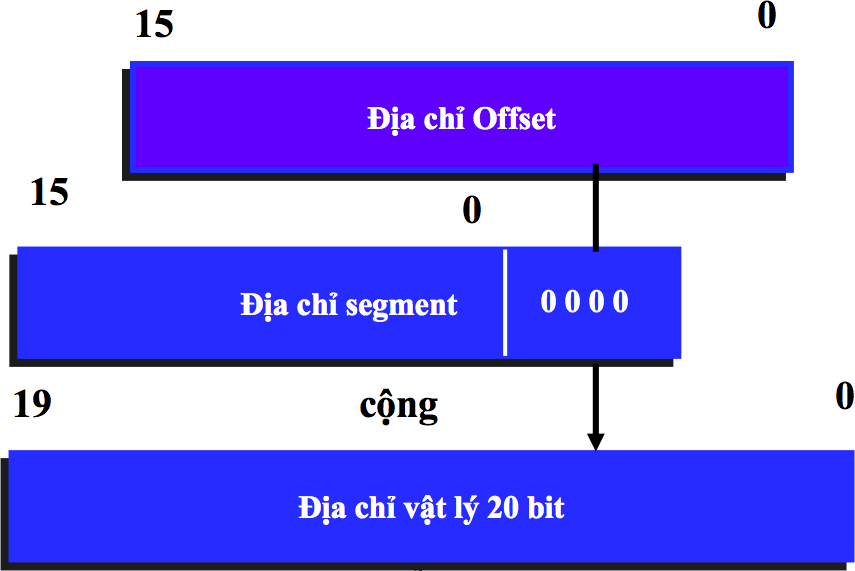 15 0
Địa chỉ Offset
15 0
Địa chỉ segment 0 0 0 0
19 cộng 0
Địa chỉ vật lý 20 bit